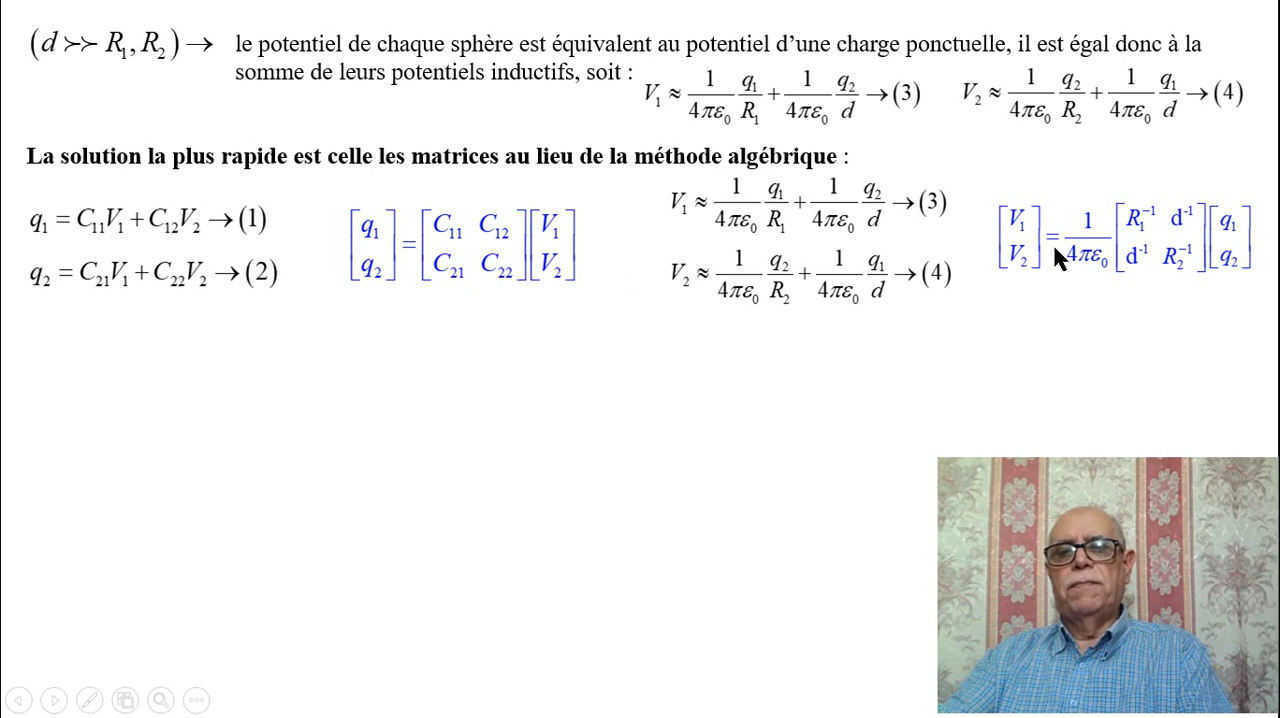 (d ≻≻ R₁, R₂) → le potentiel de chaque sphère est équivalent au potentiel d’une charge ponctuelle, il est égal donc à la
somme de leurs potentiels inductifs, soit : V₁ ≈ 1/(4πε₀) q₁/R₁ + 1/(4πε₀) q₂/d → (3) V₂ ≈ 1/(4πε₀) q₂/R₂ + 1/(4πε₀) q₁/d → (4)
La solution la plus rapide est celle les matrices au lieu de la méthode algébrique :
q₁ = C₁₁V₁ + C₁₂V₂ → (1)
q₂ = C₂₁V₁ + C₂₂V₂ → (2)
[q₁ ; q₂] = [C₁₁ C₁₂ ; C₂₁ C₂₂] [V₁ ; V₂]
V₁ ≈ 1/(4πε₀) q₁/R₁ + 1/(4πε₀) q₂/d → (3)
V₂ ≈ 1/(4πε₀) q₂/R₂ + 1/(4πε₀) q₁/d → (4)
[V₁ ; V₂] = 1/(4πε₀) [R₁⁻¹ d⁻¹ ; d⁻¹ R₂⁻¹] [q₁ ; q₂]